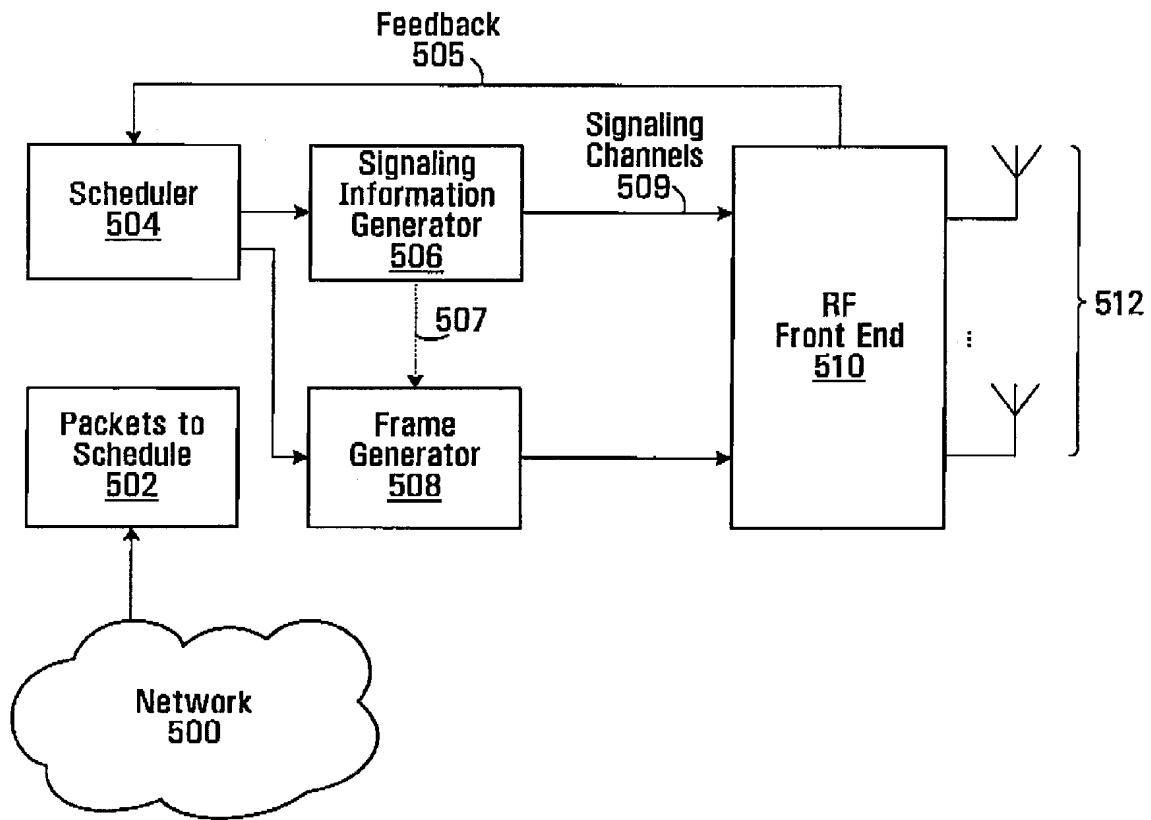 Feedback
505
Signaling
Channels
509
Scheduler
504
Signaling
Information
Generator
506
507
RF
Front End
510
...
512
Packets to
Schedule
502
Frame
Generator
508
Network
500